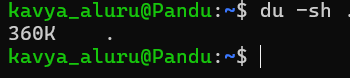 kavya_aluru@Pandu:~$ du -sh .
360K    .
kavya_aluru@Pandu:~$